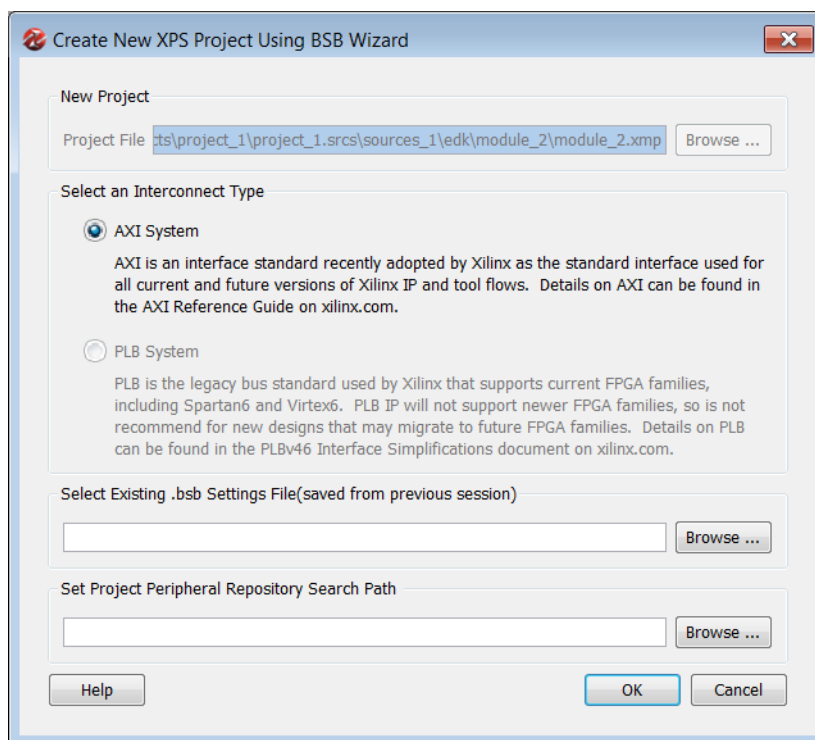 Create New XPS Project Using BSB Wizard
New Project
Project File cts\project_1\project_1.srcs\sources_1\edk\module_2\module_2.xmp Browse ...
Select an Interconnect Type
AXI System
AXI is an interface standard recently adopted by Xilinx as the standard interface used for
all current and future versions of Xilinx IP and tool flows.  Details on AXI can be found in
the AXI Reference Guide on xilinx.com.
PLB System
PLB is the legacy bus standard used by Xilinx that supports current FPGA families,
including Spartan6 and Virtex6.  PLB IP will not support newer FPGA families, so is not
recommend for new designs that may migrate to future FPGA families.  Details on PLB
can be found in the PLBv46 Interface Simplifications document on xilinx.com.
Select Existing .bsb Settings File(saved from previous session)
Browse ...
Set Project Peripheral Repository Search Path
Browse ...
Help OK Cancel